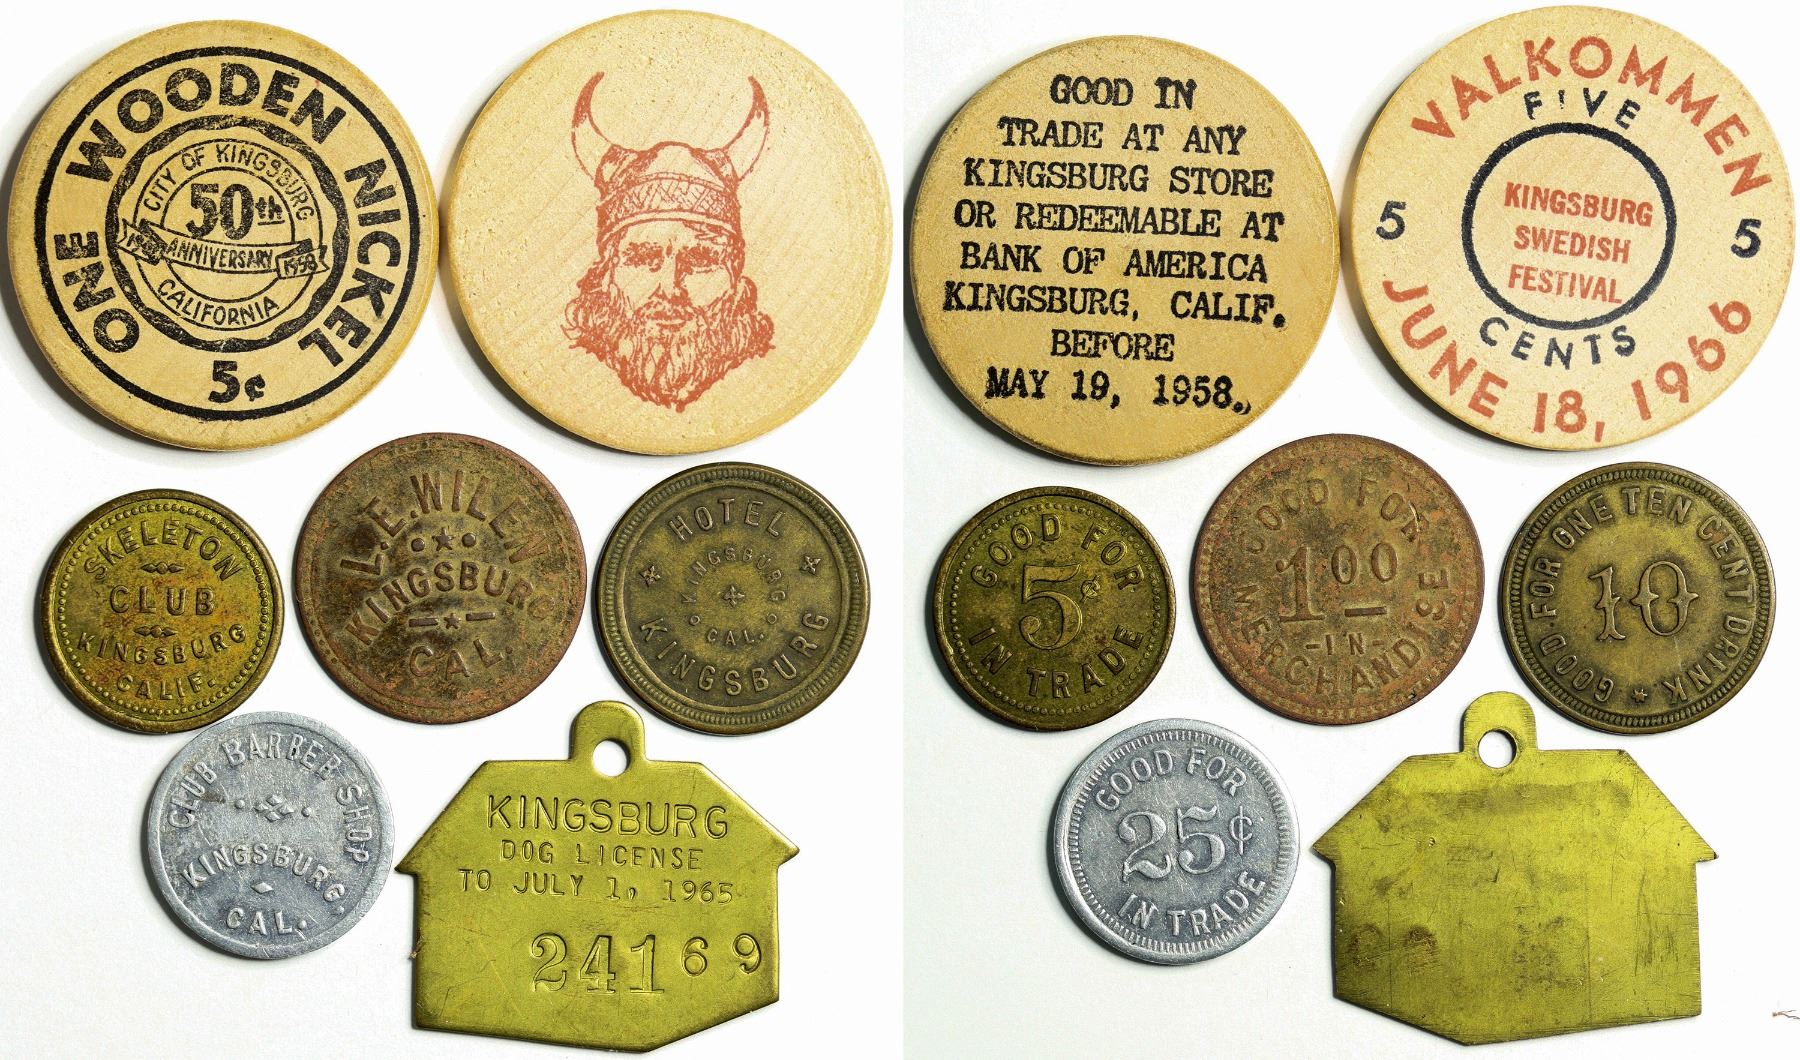 ONE WOODEN NICKEL
CITY OF KINGSBURG
50th
1908 ANNIVERSARY 1958
CALIFORNIA
5¢
GOOD IN
TRADE AT ANY
KINGSBURG STORE
OR REDEEMABLE AT
BANK OF AMERICA
KINGSBURG, CALIF.
BEFORE
MAY 19, 1958.
VALKOMMEN
FIVE
5 5
KINGSBURG
SWEDISH
FESTIVAL
CENTS
JUNE 18, 1966
SKELETON
CLUB
KINGSBURG
CALIF.
L.E.WILEN
KINGSBURG
CAL.
HOTEL
KINGSBURG
CAL.
KINGSBURG
GOOD FOR
5¢
IN TRADE
GOOD FOR
1 00
-IN-
MERCHANDISE
GOOD FOR ONE TEN CENT DRINK
10
CLUB BARBER SHOP
KINGSBURG,
CAL.
KINGSBURG
DOG LICENSE
TO JULY 1, 1965
24169
GOOD FOR
25¢
IN TRADE